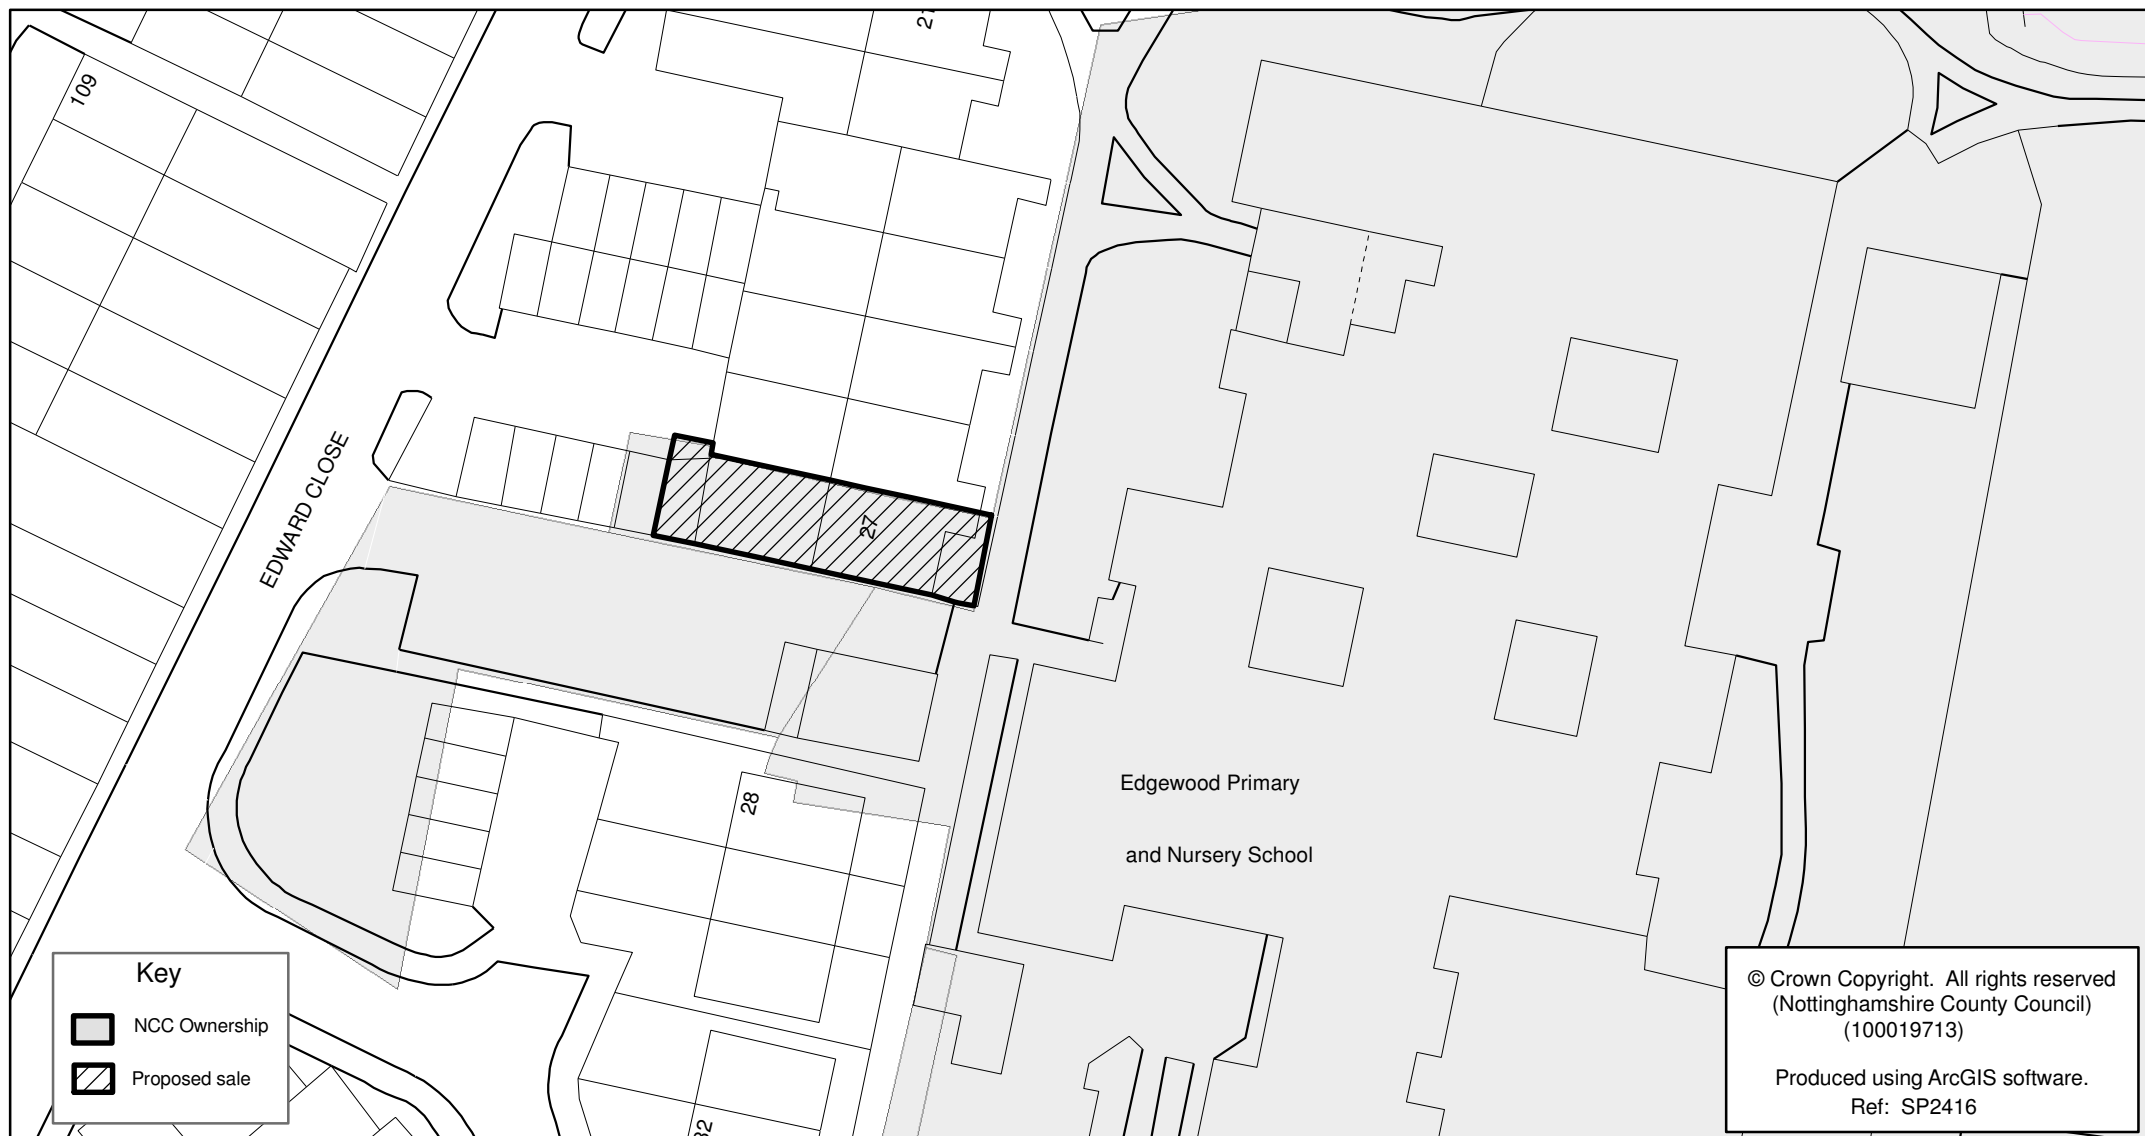 109
EDWARD CLOSE
27
28
Edgewood Primary
and Nursery School
Key
NCC Ownership
Proposed sale
© Crown Copyright. All rights reserved
(Nottinghamshire County Council)
(100019713)
Produced using ArcGIS software.
Ref: SP2416